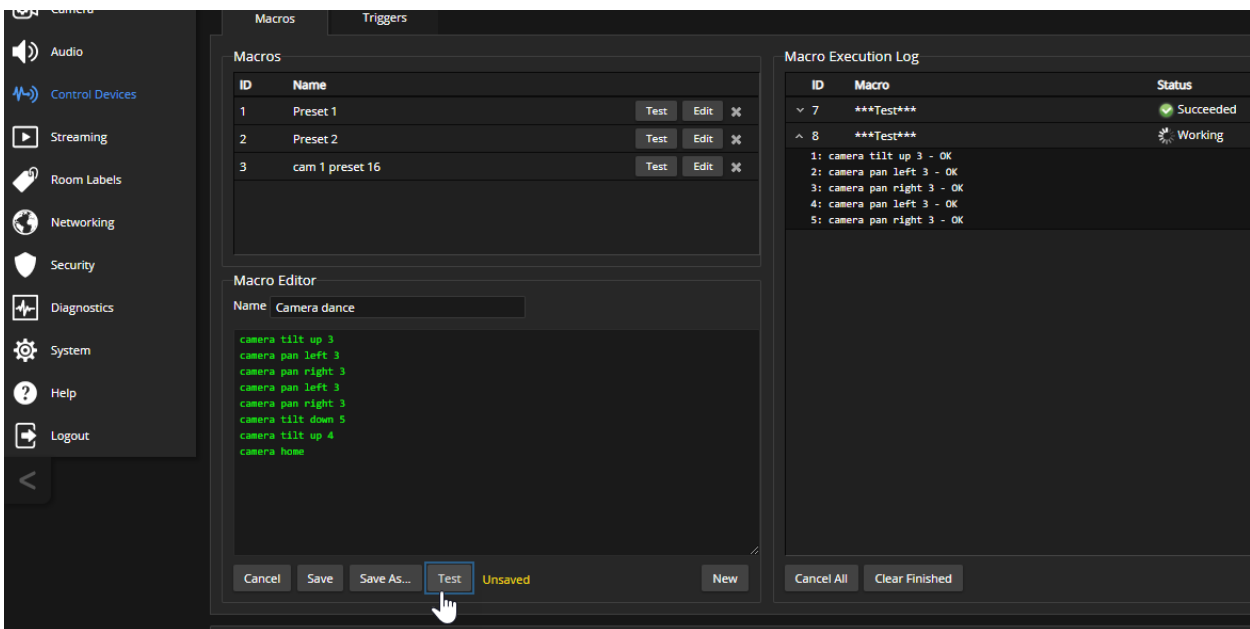 Camera
Audio
Control Devices
Streaming
Room Labels
Networking
Security
Diagnostics
System
Help
Logout
<
Macros Triggers
Macros
ID Name
1 Preset 1 Test Edit
2 Preset 2 Test Edit
3 cam 1 preset 16 Test Edit
Macro Editor
Name Camera dance
camera tilt up 3
camera pan left 3
camera pan right 3
camera pan left 3
camera pan right 3
camera tilt down 5
camera tilt up 4
camera home
Cancel Save Save As... Test Unsaved New
Macro Execution Log
ID Macro Status
7 ***Test*** Succeeded
8 ***Test*** Working
1: camera tilt up 3 - OK
2: camera pan left 3 - OK
3: camera pan right 3 - OK
4: camera pan left 3 - OK
5: camera pan right 3 - OK
Cancel All Clear Finished